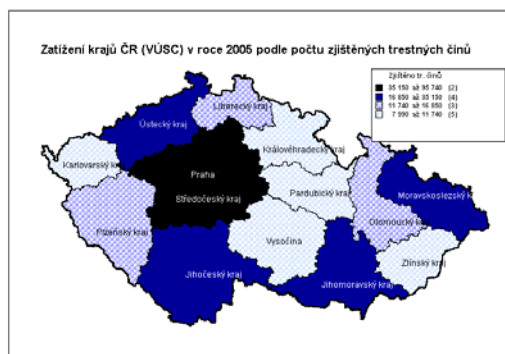 Zatížení krajů ČR (VÚSC) v roce 2005 podle počtu zjištěných trestných činů
Zjištěno tr. činů
35 150 až 95 740 (2)
16 850 až 35 150 (4)
11 740 až 16 850 (3)
7 990 až 11 740 (5)
Liberecký kraj
Ústecký kraj
Královéhradecký kraj
Karlovarský kraj
Praha
Pardubický kraj
Středočeský kraj
Moravskoslezský kraj
Olomoucký kraj
Plzeňský kraj
Vysočina
Jihočeský kraj
Zlínský kraj
Jihomoravský kraj